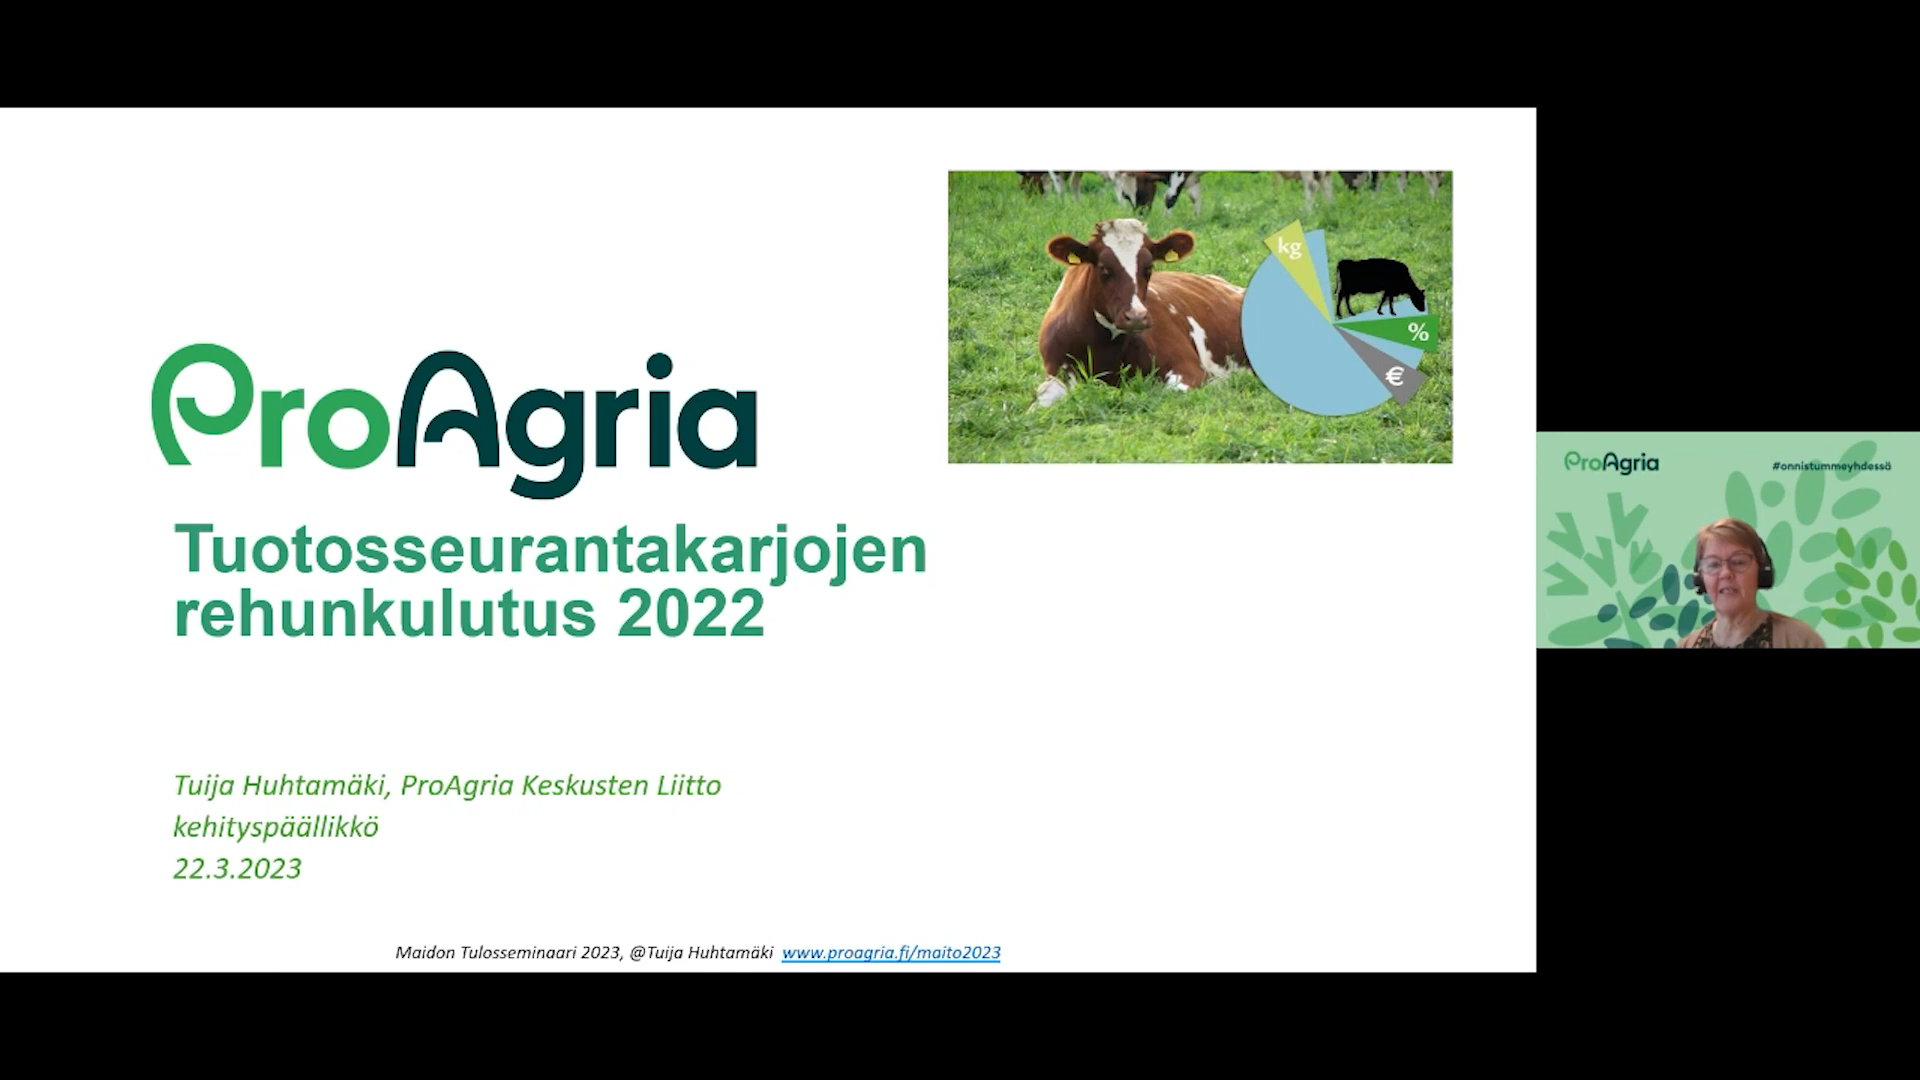 kg
%
€
ProAgria
Tuotosseurantakarjojen
rehunkulutus 2022
Tuija Huhtamäki, ProAgria Keskusten Liitto
kehityspäällikkö
22.3.2023
Maidon Tulosseminaari 2023, @Tuija Huhtamäki www.proagria.fi/maito2023
ProAgria
#onnistummeyhdessä